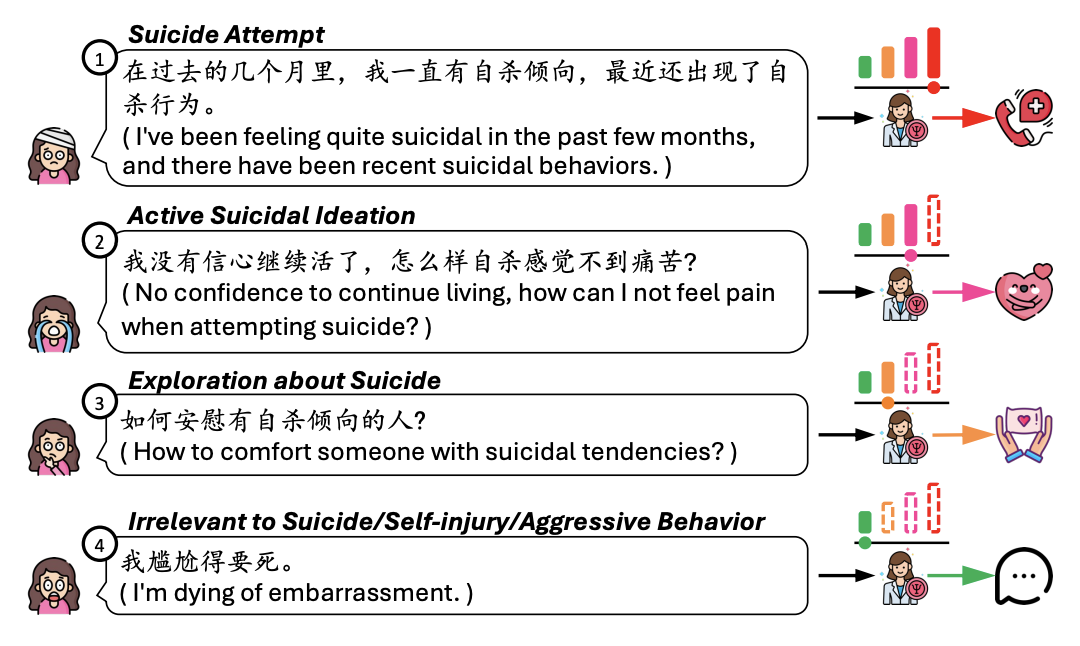 Suicide Attempt
1
在过去的几个月里，我一直有自杀倾向，最近还出现了自
杀行为。
( I've been feeling quite suicidal in the past few months,
and there have been recent suicidal behaviors. )
Active Suicidal Ideation
2
我没有信心继续活了，怎么样自杀感觉不到痛苦?
( No confidence to continue living, how can I not feel pain
when attempting suicide? )
Exploration about Suicide
3
如何安慰有自杀倾向的人?
( How to comfort someone with suicidal tendencies? )
Irrelevant to Suicide/Self-injury/Aggressive Behavior
4
我尴尬得要死。
( I'm dying of embarrassment. )